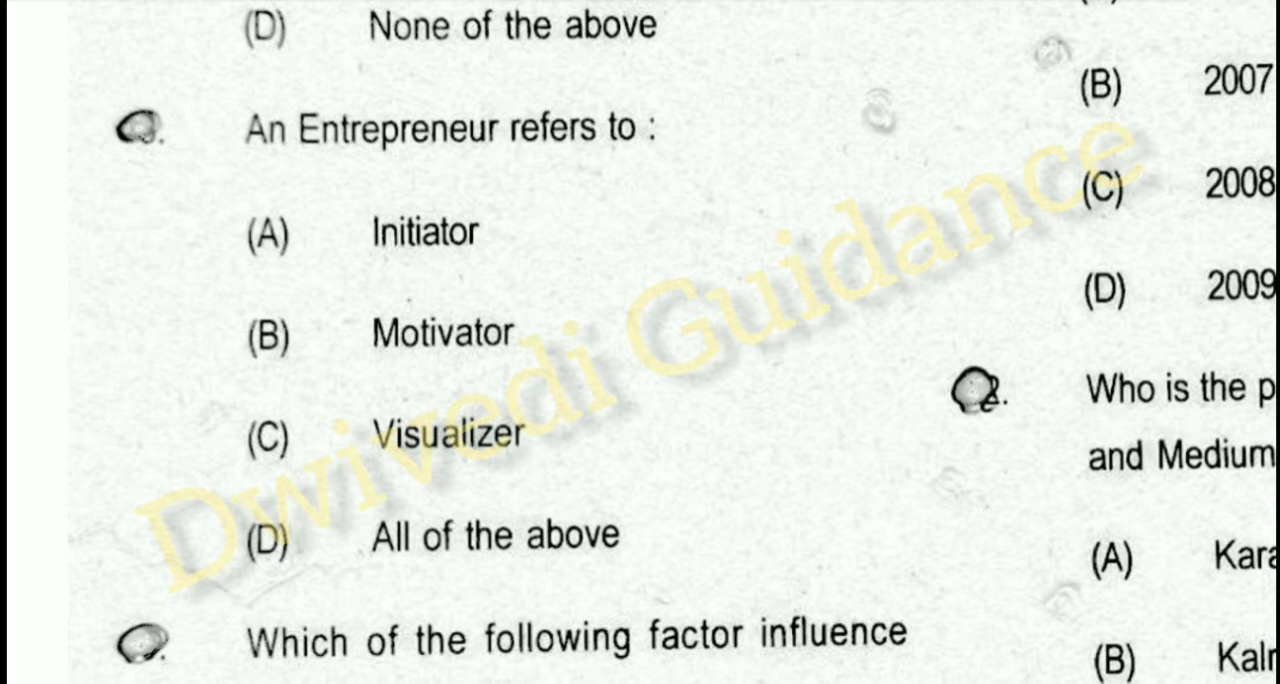 (D) None of the above
An Entrepreneur refers to :
(A) Initiator
(B) Motivator
(C) Visualizer
(D) All of the above
Which of the following factor influence
(B) 2007
(C) 2008
(D) 2009
2. Who is the
and Medium
(A)
(B)
Dwivedi Guidance